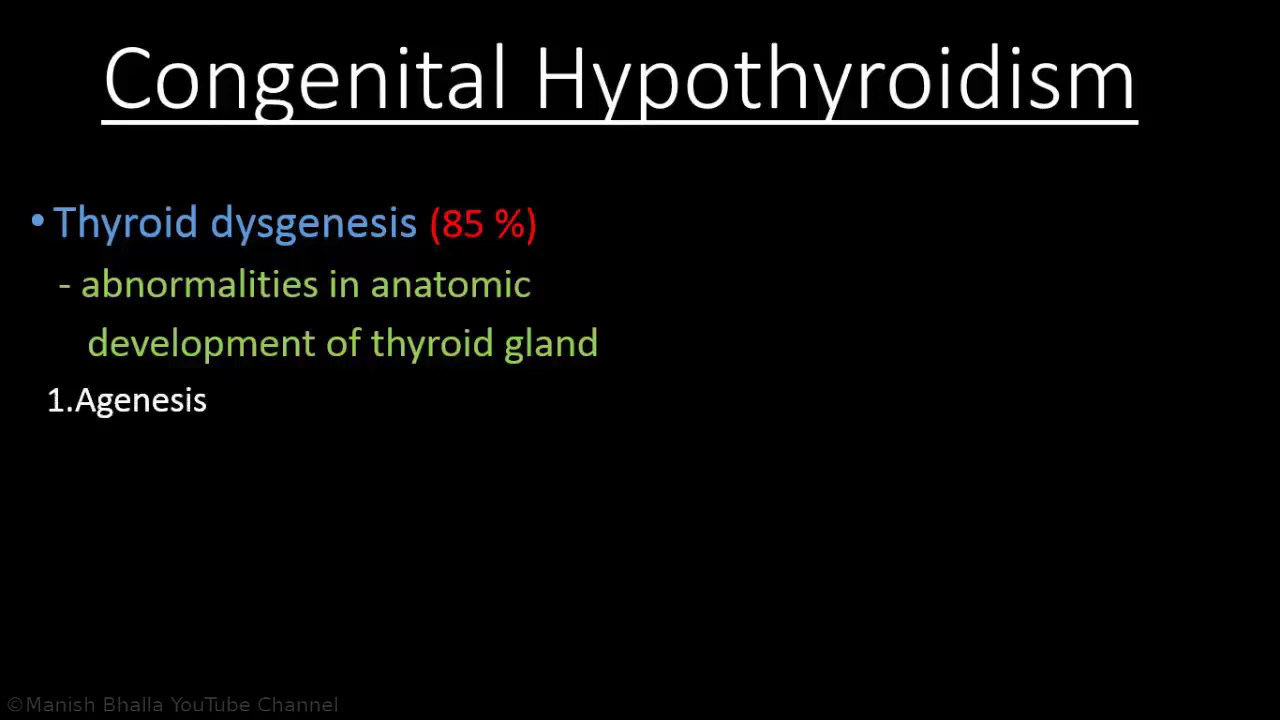 Congenital Hypothyroidism
• Thyroid dysgenesis (85 %)
- abnormalities in anatomic
development of thyroid gland
1.Agenesis
©Manish Bhalla YouTube Channel